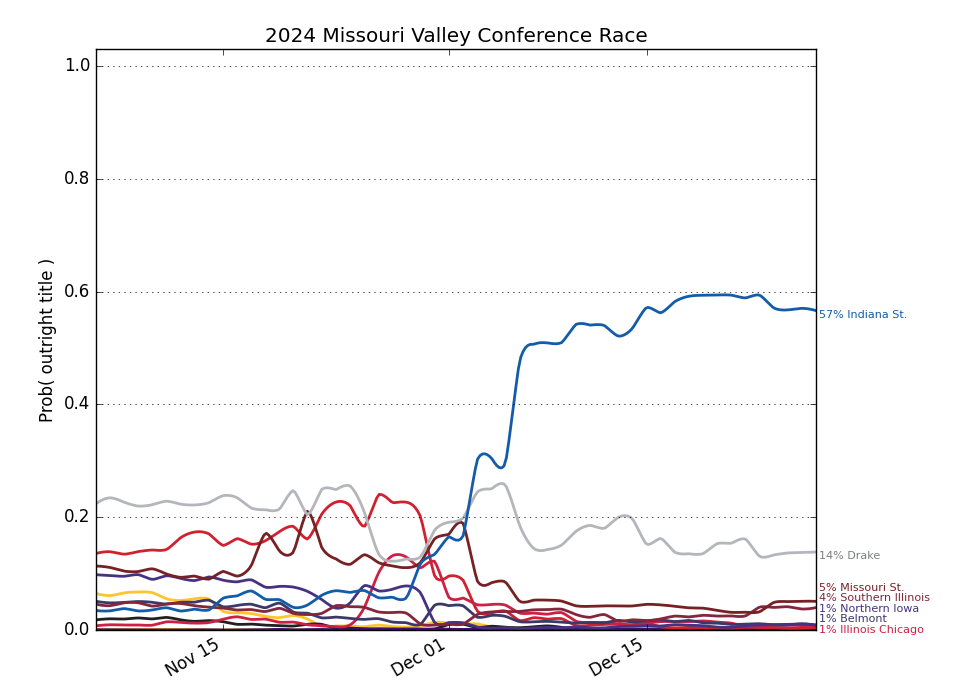 2024 Missouri Valley Conference Race
Prob( outright title )
1.0
0.8
0.6
0.4
0.2
0.0
Nov 15
Dec 01
Dec 15
57% Indiana St.
14% Drake
5% Missouri St.
4% Southern Illinois
1% Northern Iowa
1% Belmont
1% Illinois Chicago